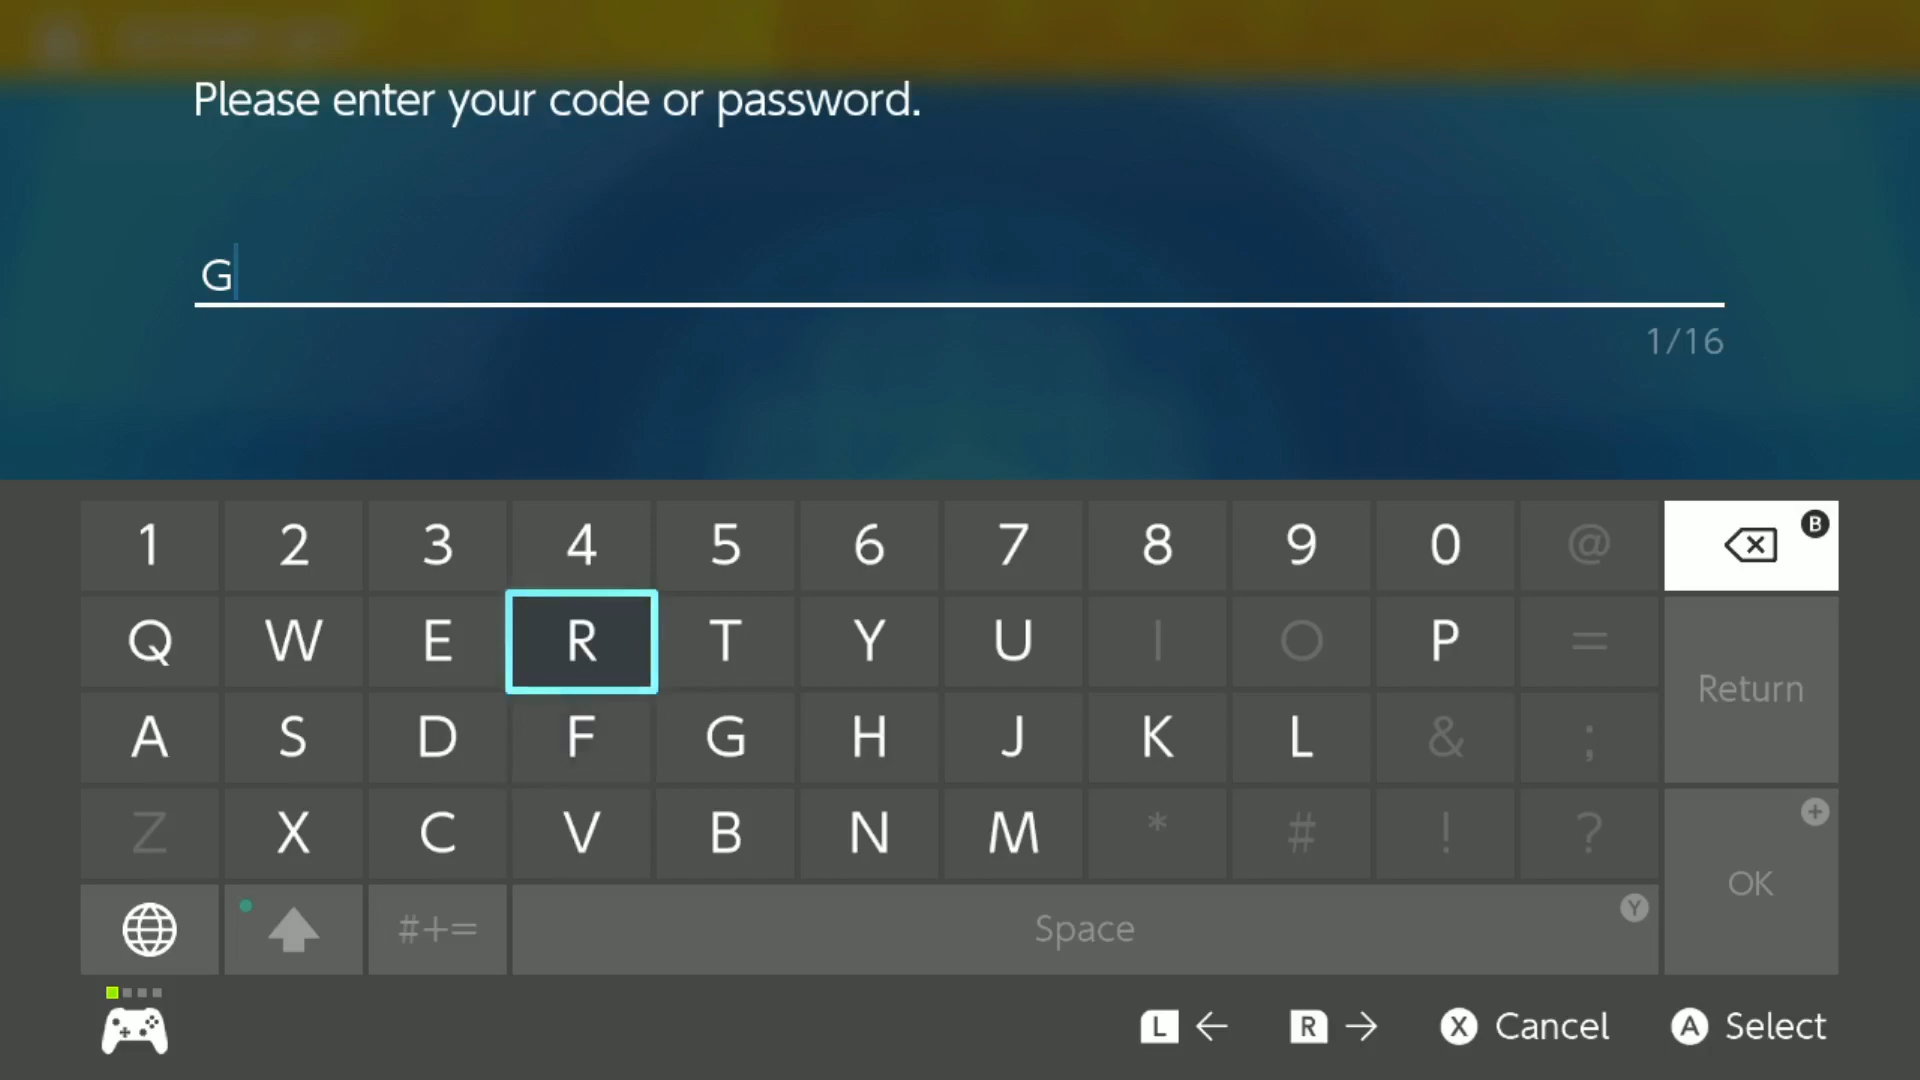 Please enter your code or password.
G
1/16
1 2 3 4 5 6 7 8 9 0 @ B
Q W E R T Y U I O P = Return
A S D F G H J K L & ;
Z X C V B N M * # ! ? +
#+= Space Y OK
L ← R → X Cancel A Select